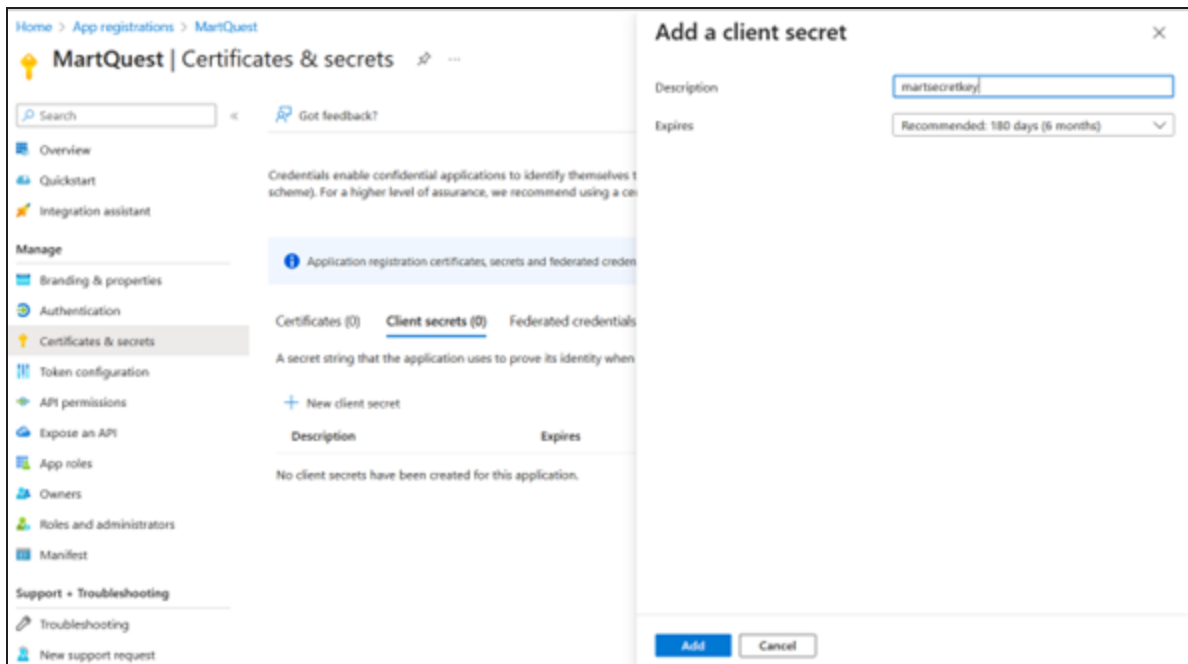 Home > App registrations > MartQuest
MartQuest | Certificates & secrets
Search
Overview
Quickstart
Integration assistant
Manage
Branding & properties
Authentication
Certificates & secrets
Token configuration
API permissions
Expose an API
App roles
Owners
Roles and administrators
Manifest
Support + Troubleshooting
Troubleshooting
New support request
Got feedback?
Credentials enable confidential applications to identify themselves t
scheme). For a higher level of assurance, we recommend using a ce
Application registration certificates, secrets and federated creden
Certificates (0) Client secrets (0) Federated credentials
A secret string that the application uses to prove its identity when
New client secret
Description Expires
No client secrets have been created for this application.
Add a client secret
Description martsecretkey
Expires Recommended: 180 days (6 months)
Add Cancel